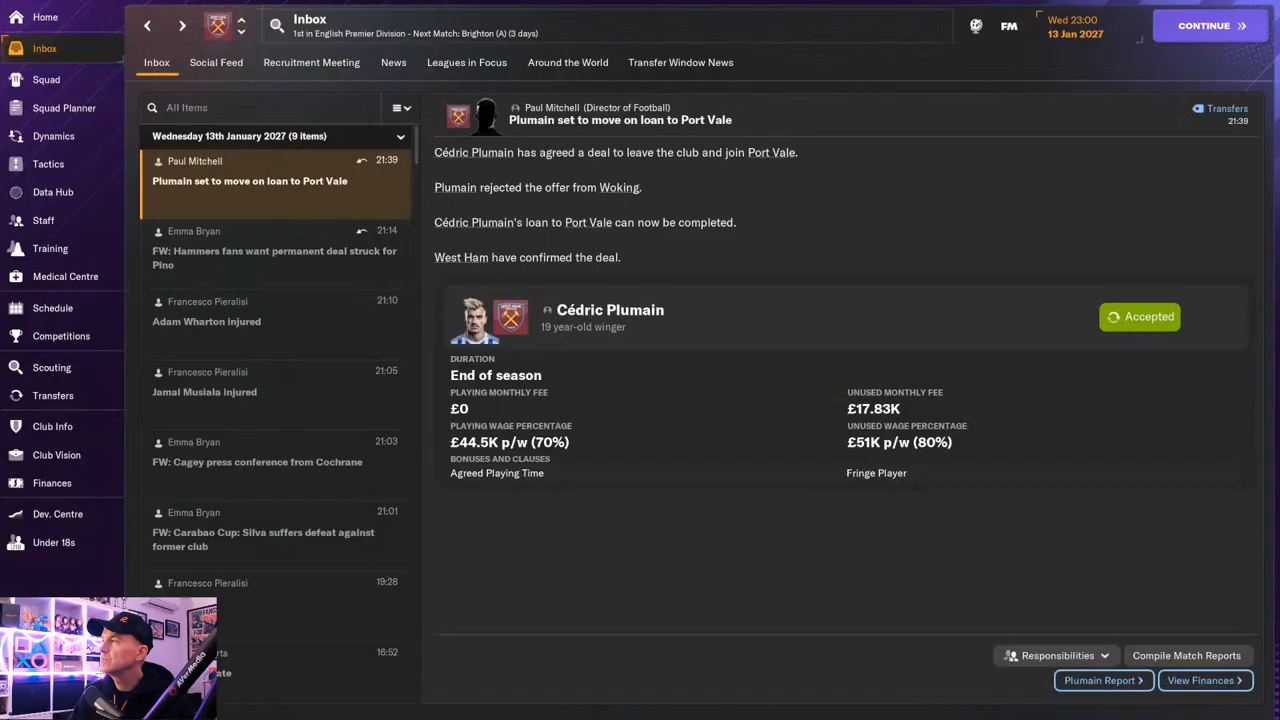 Home
Inbox
Squad
Squad Planner
Dynamics
Tactics
Data Hub
Staff
Training
Medical Centre
Schedule
Competitions
Scouting
Transfers
Club Info
Club Vision
Finances
Dev. Centre
Under 18s
Inbox
1st in English Premier Division - Next Match: Brighton (A) (3 days)
FM
Wed 23:00
13 Jan 2027
CONTINUE
Inbox Social Feed Recruitment Meeting News Leagues in Focus Around the World Transfer Window News
All Items
Wednesday 13th January 2027 (9 items)
Paul Mitchell 21:39
Plumain set to move on loan to Port Vale
Emma Bryan 21:14
FW: Hammers fans want permanent deal struck for
Pino
Francesco Pieralisi 21:10
Adam Wharton injured
Francesco Pieralisi 21:05
Jamal Musiala injured
Emma Bryan 21:03
FW: Cagey press conference from Cochrane
Emma Bryan 21:01
FW: Carabao Cup: Silva suffers defeat against
former club
Francesco Pieralisi 19:28
16:52
Paul Mitchell (Director of Football)
Plumain set to move on loan to Port Vale
Transfers
21:39
Cédric Plumain has agreed a deal to leave the club and join Port Vale.
Plumain rejected the offer from Woking.
Cédric Plumain's loan to Port Vale can now be completed.
West Ham have confirmed the deal.
Cédric Plumain
19 year-old winger
Accepted
DURATION
End of season
PLAYING MONTHLY FEE UNUSED MONTHLY FEE
£0 £17.83K
PLAYING WAGE PERCENTAGE UNUSED WAGE PERCENTAGE
£44.5K p/w (70%) £51K p/w (80%)
BONUSES AND CLAUSES
Agreed Playing Time Fringe Player
Responsibilities Compile Match Reports
Plumain Report View Finances